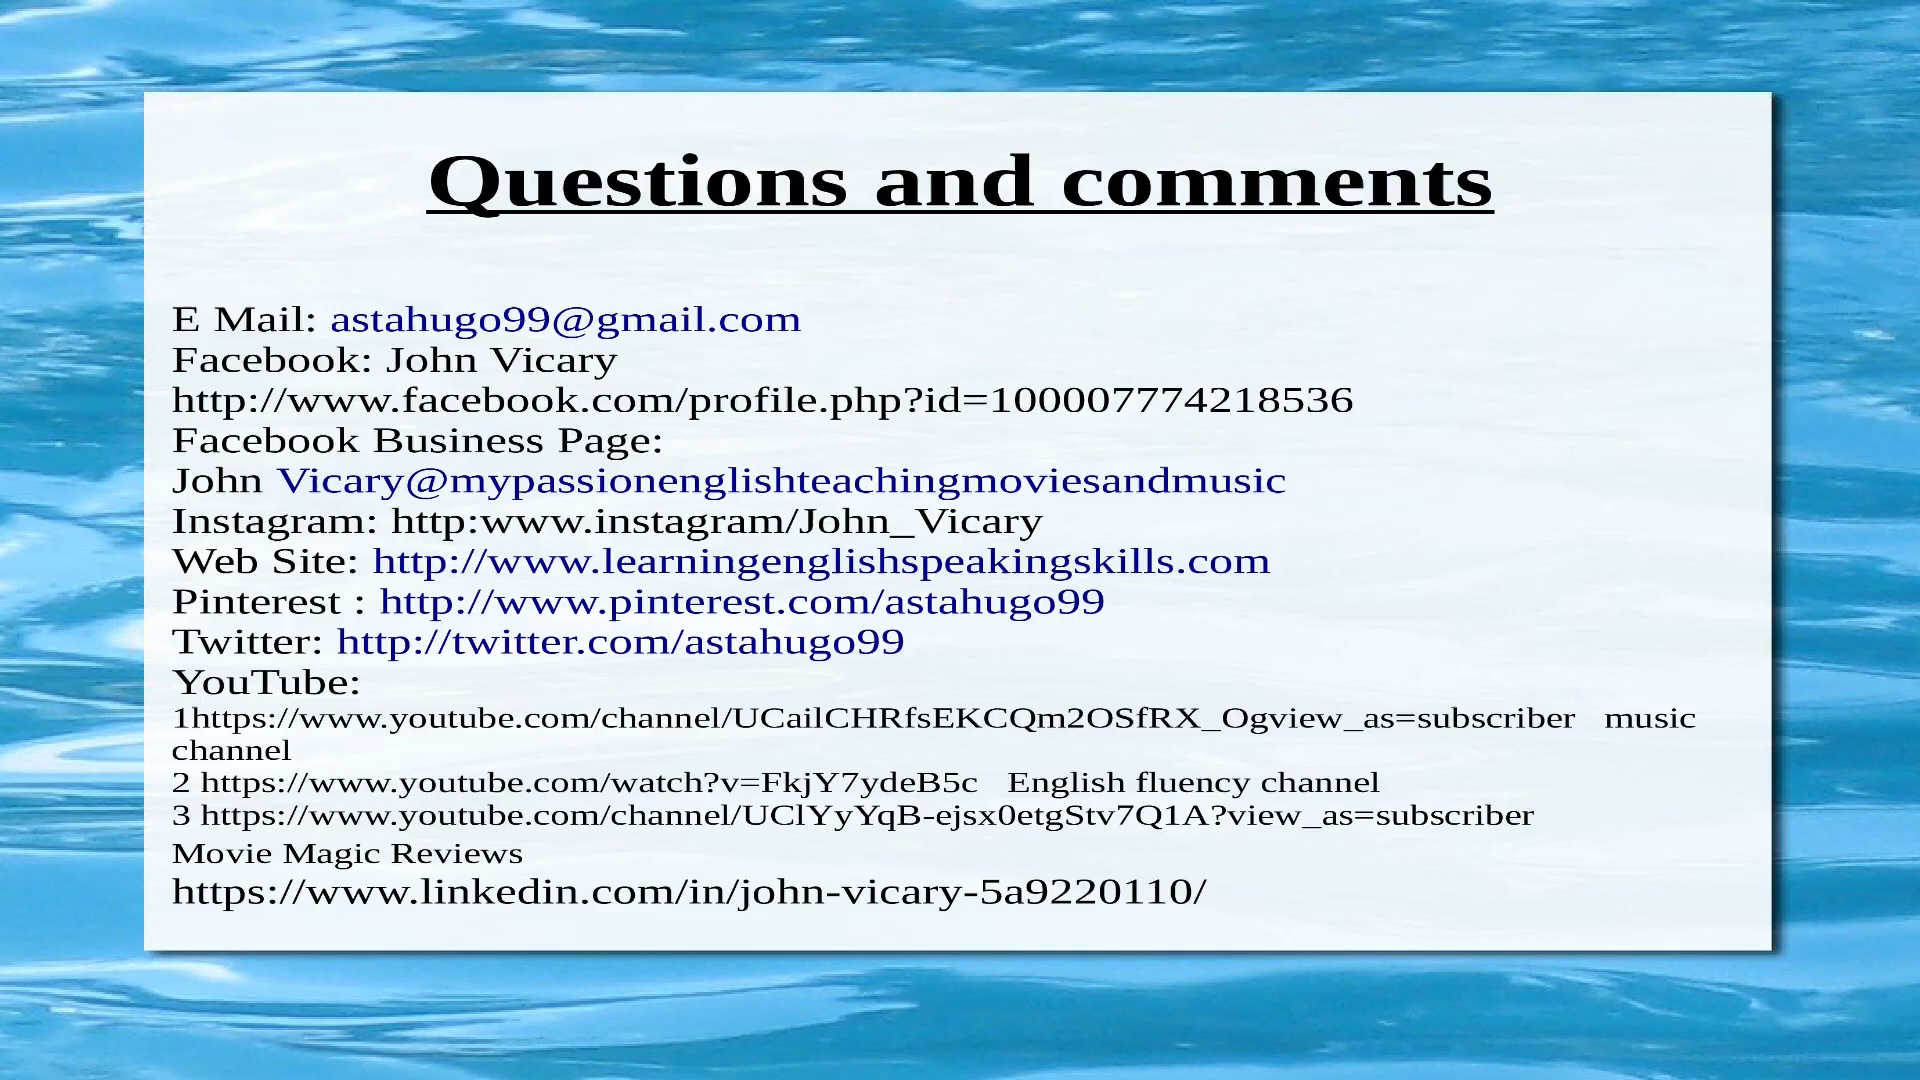 Questions and comments
E Mail: astahugo99@gmail.com
Facebook: John Vicary
http://www.facebook.com/profile.php?id=100007774218536
Facebook Business Page:
John Vicary@mypassionenglishteachingmoviesandmusic
Instagram: http:www.instagram/John_Vicary
Web Site: http://www.learningenglishspeakingskills.com
Pinterest : http://www.pinterest.com/astahugo99
Twitter: http://twitter.com/astahugo99
YouTube:
1https://www.youtube.com/channel/UCailCHRfsEKCQm2OSfRX_Ogview_as=subscriber music
channel
2 https://www.youtube.com/watch?v=FkjY7ydeB5c English fluency channel
3 https://www.youtube.com/channel/UClYyYqB-ejsx0etgStv7Q1A?view_as=subscriber
Movie Magic Reviews
https://www.linkedin.com/in/john-vicary-5a9220110/